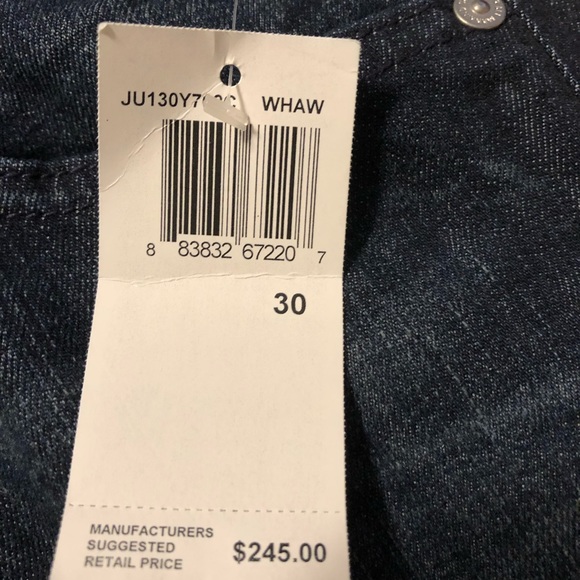 WHAW
8 83832 67220 7
30
MANUFACTURERS
SUGGESTED
RETAIL PRICE
$245.00